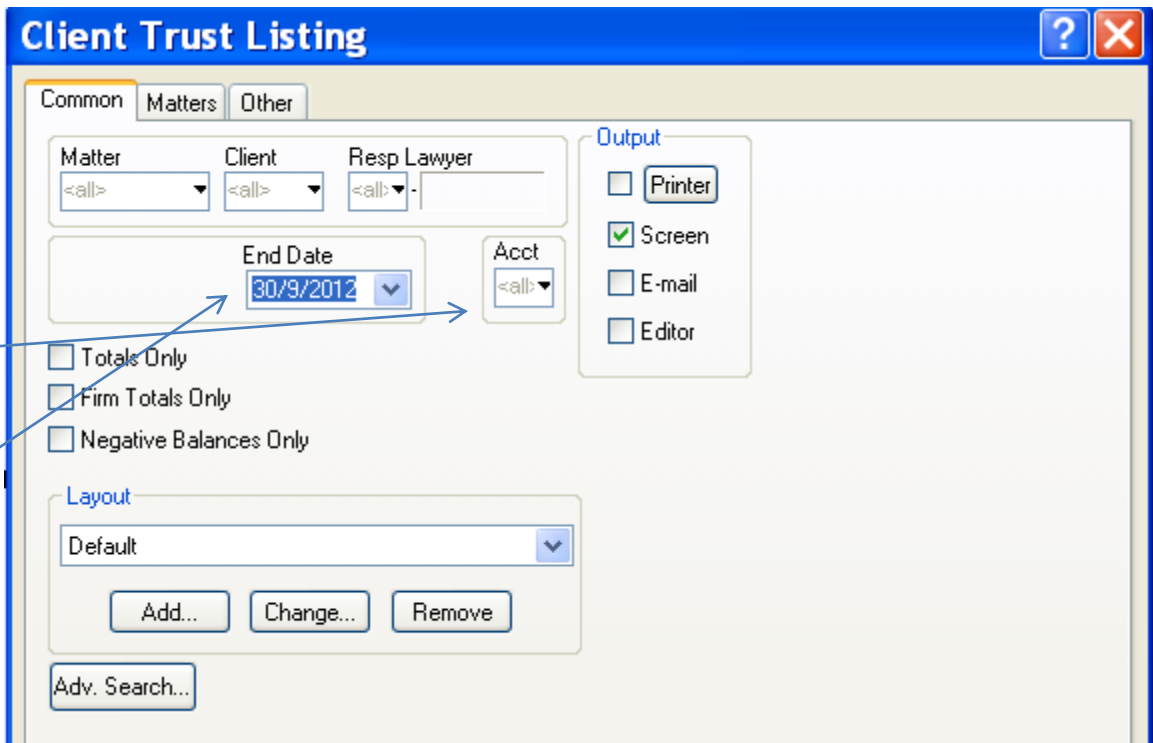 Client Trust Listing ?
Common Matters Other
Matter Client Resp Lawyer
<all> <all> <all> -
End Date Acct
30/9/2012 <all>
Totals Only
Firm Totals Only
Negative Balances Only
Output
Printer
Screen
E-mail
Editor
Layout
Default
Add... Change... Remove
Adv. Search...